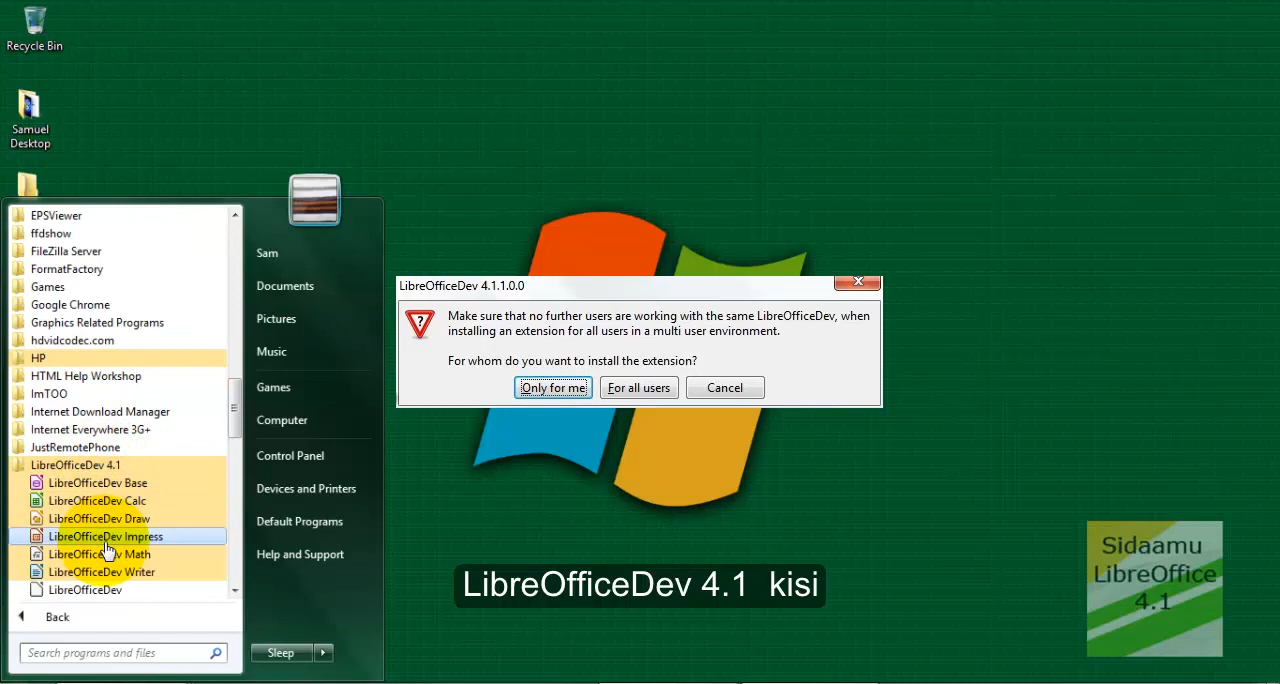 Recycle Bin
Samuel
Desktop
EPSViewer
ffdshow
FileZilla Server
FormatFactory
Games
Google Chrome
Graphics Related Programs
hdvidcodec.com
HP
HTML Help Workshop
ImTOO
Internet Download Manager
Internet Everywhere 3G+
JustRemotePhone
LibreOfficeDev 4.1
LibreOfficeDev Base
LibreOfficeDev Calc
LibreOfficeDev Draw
LibreOfficeDev Impress
LibreOfficeDev Math
LibreOfficeDev Writer
LibreOfficeDev
Back
Search programs and files
Sam
Documents
Pictures
Music
Games
Computer
Control Panel
Devices and Printers
Default Programs
Help and Support
Sleep
LibreOfficeDev 4.1.1.0.0
Make sure that no further users are working with the same LibreOfficeDev, when
installing an extension for all users in a multi user environment.
For whom do you want to install the extension?
Only for me
For all users
Cancel
LibreOfficeDev 4.1  kisi
Sidaamu
LibreOffice
4.1